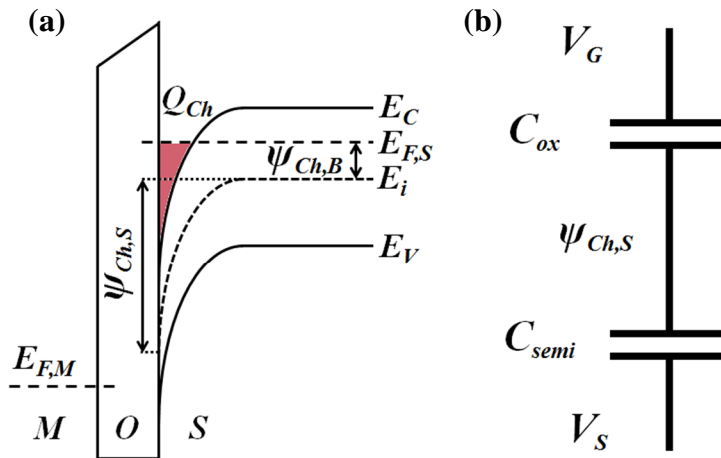 (a)
Q_Ch
E_C
E_F,S
ψ_Ch,B
E_i
ψ_Ch,S
E_V
E_F,M
M O S
(b)
V_G
C_ox
ψ_Ch,S
C_semi
V_S